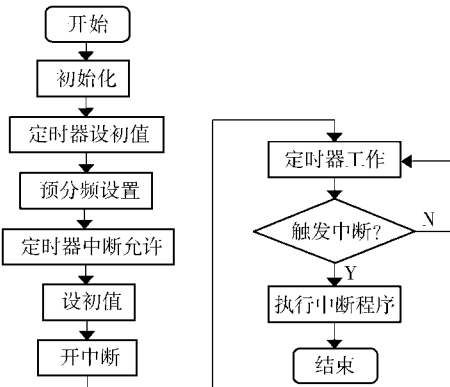 开始
初始化
定时器设初值
预分频设置
定时器中断允许
设初值
开中断
定时器工作
触发中断?
N
Y
执行中断程序
结束